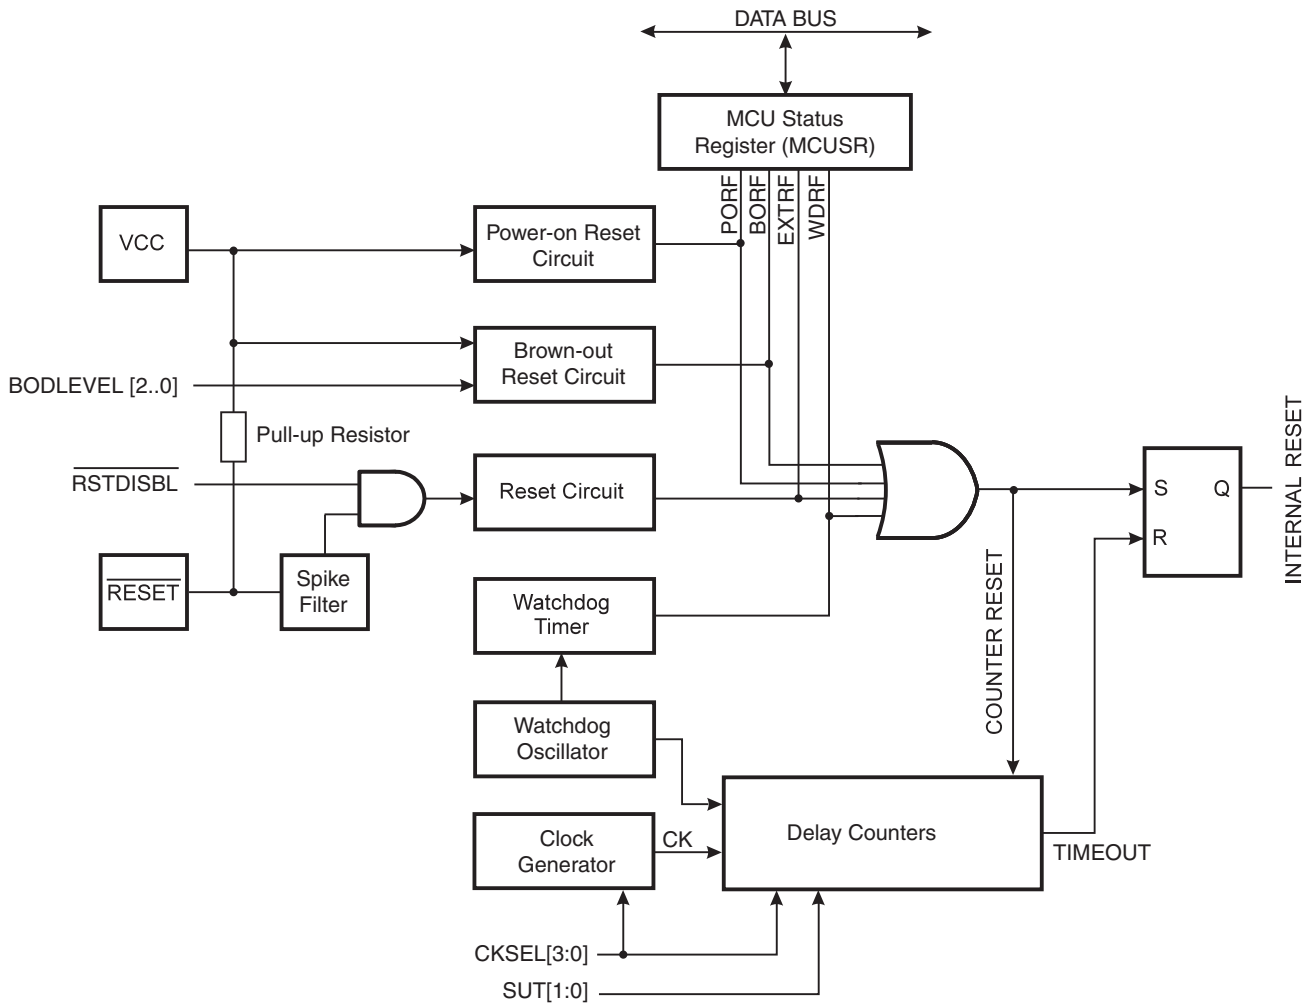 DATA BUS
MCU Status
Register (MCUSR)
PORF
BORF
EXTRF
WDRF
VCC
Power-on Reset
Circuit
Brown-out
Reset Circuit
BODLEVEL [2..0]
Pull-up Resistor
RSTDISBL
Reset Circuit
S
Q
R
INTERNAL RESET
RESET
Spike
Filter
Watchdog
Timer
COUNTER RESET
Watchdog
Oscillator
Clock
Generator
CK
Delay Counters
TIMEOUT
CKSEL[3:0]
SUT[1:0]